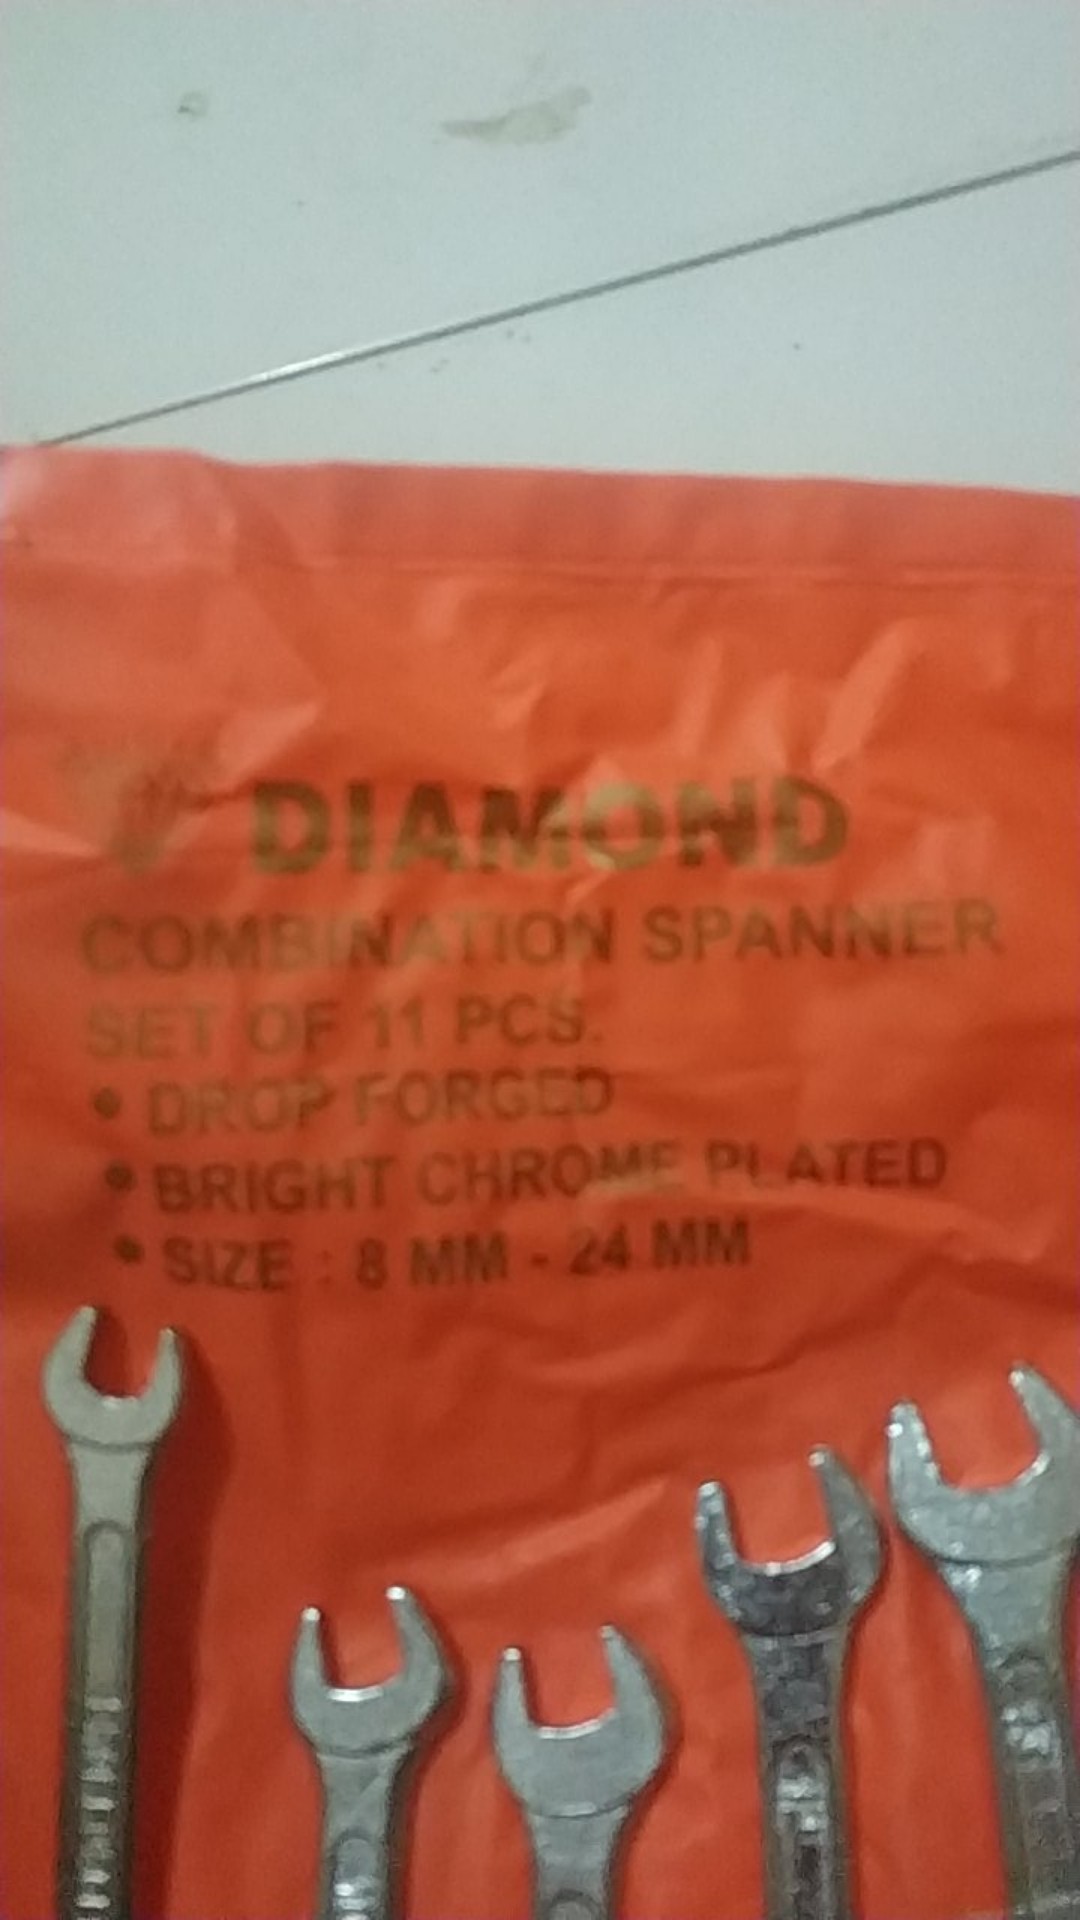 DIAMOND
COMBINATION SPANNER
SET OF 11 PCS.
• DROP FORGED
• BRIGHT CHROME PLATED
• SIZE : 8 MM - 24 MM